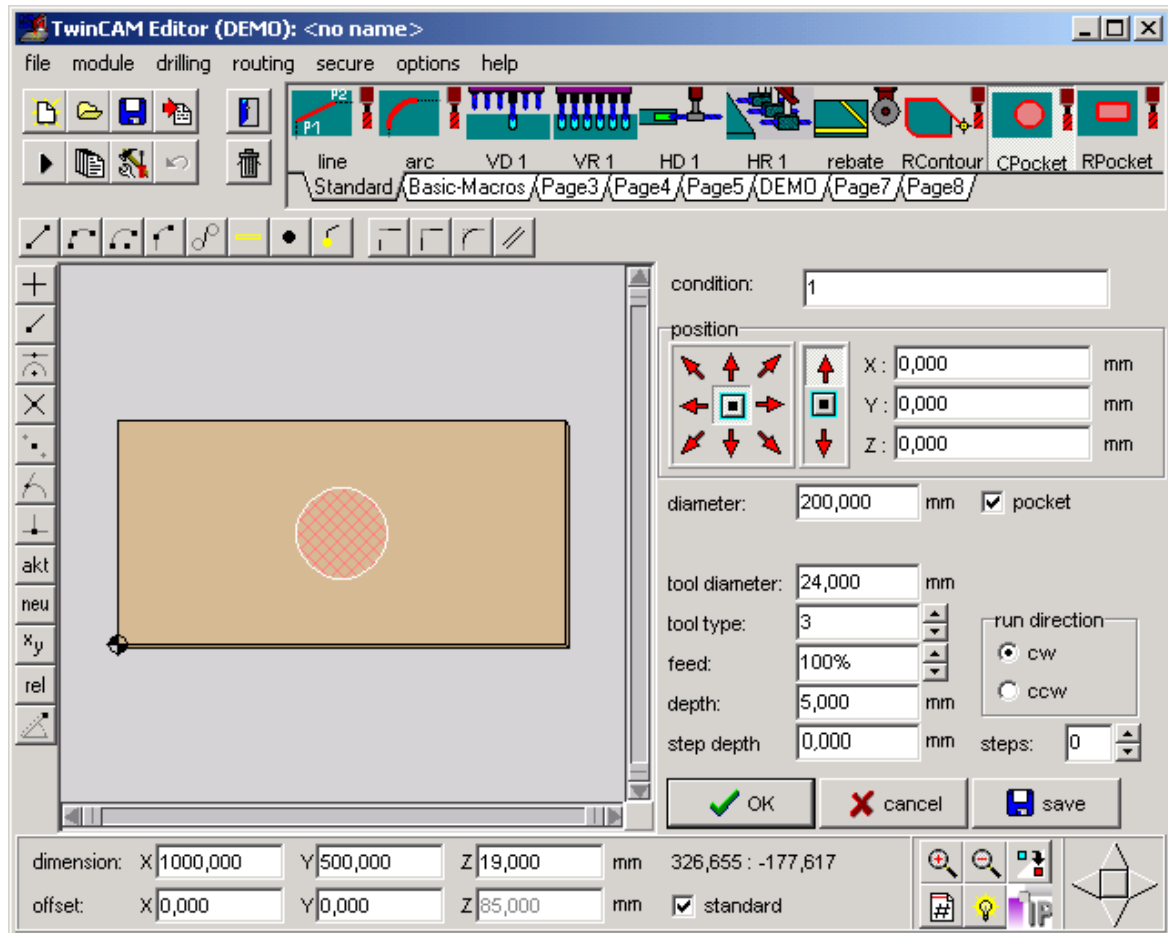 TwinCAM Editor (DEMO): <no name>
file module drilling routing secure options help
P2
P1
line arc VD 1 VR 1 HD 1 HR 1 rebate RContour CPocket RPocket
Standard Basic-Macros Page3 Page4 Page5 DEMO Page7 Page8
condition: 1
position
X : 0,000 mm
Y : 0,000 mm
Z : 0,000 mm
diameter: 200,000 mm pocket
akt
neu
xy
rel
tool diameter: 24,000 mm
tool type: 3
feed: 100%
depth: 5,000 mm
step depth 0,000 mm
run direction
cw
ccw
steps: 0
OK cancel save
dimension: X 1000,000 Y 500,000 Z 19,000 mm 326,655 : -177,617
offset: X 0,000 Y 0,000 Z 85,000 mm standard
# IP